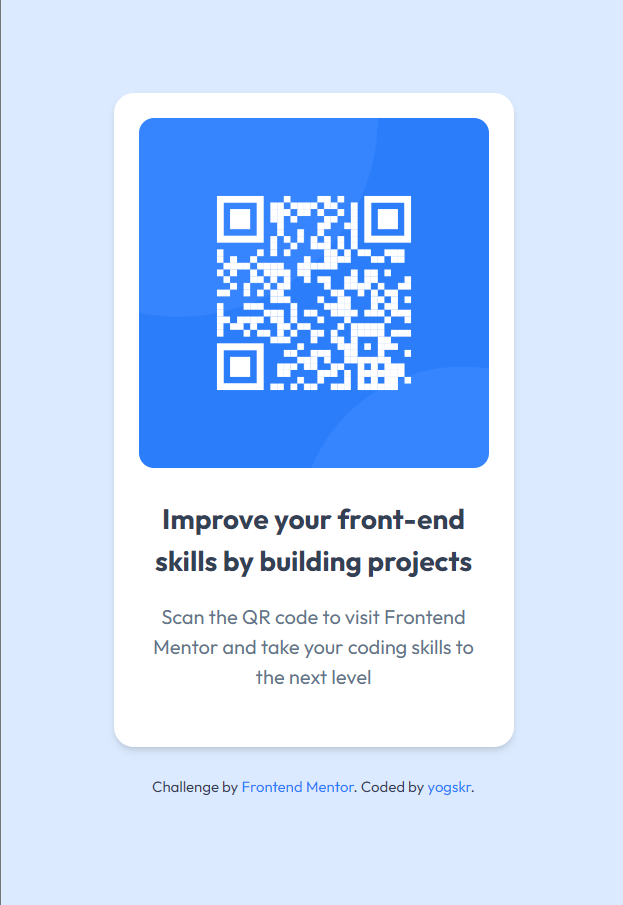 Improve your front-end
skills by building projects
Scan the QR code to visit Frontend
Mentor and take your coding skills to
the next level
Challenge by Frontend Mentor. Coded by yogskr.